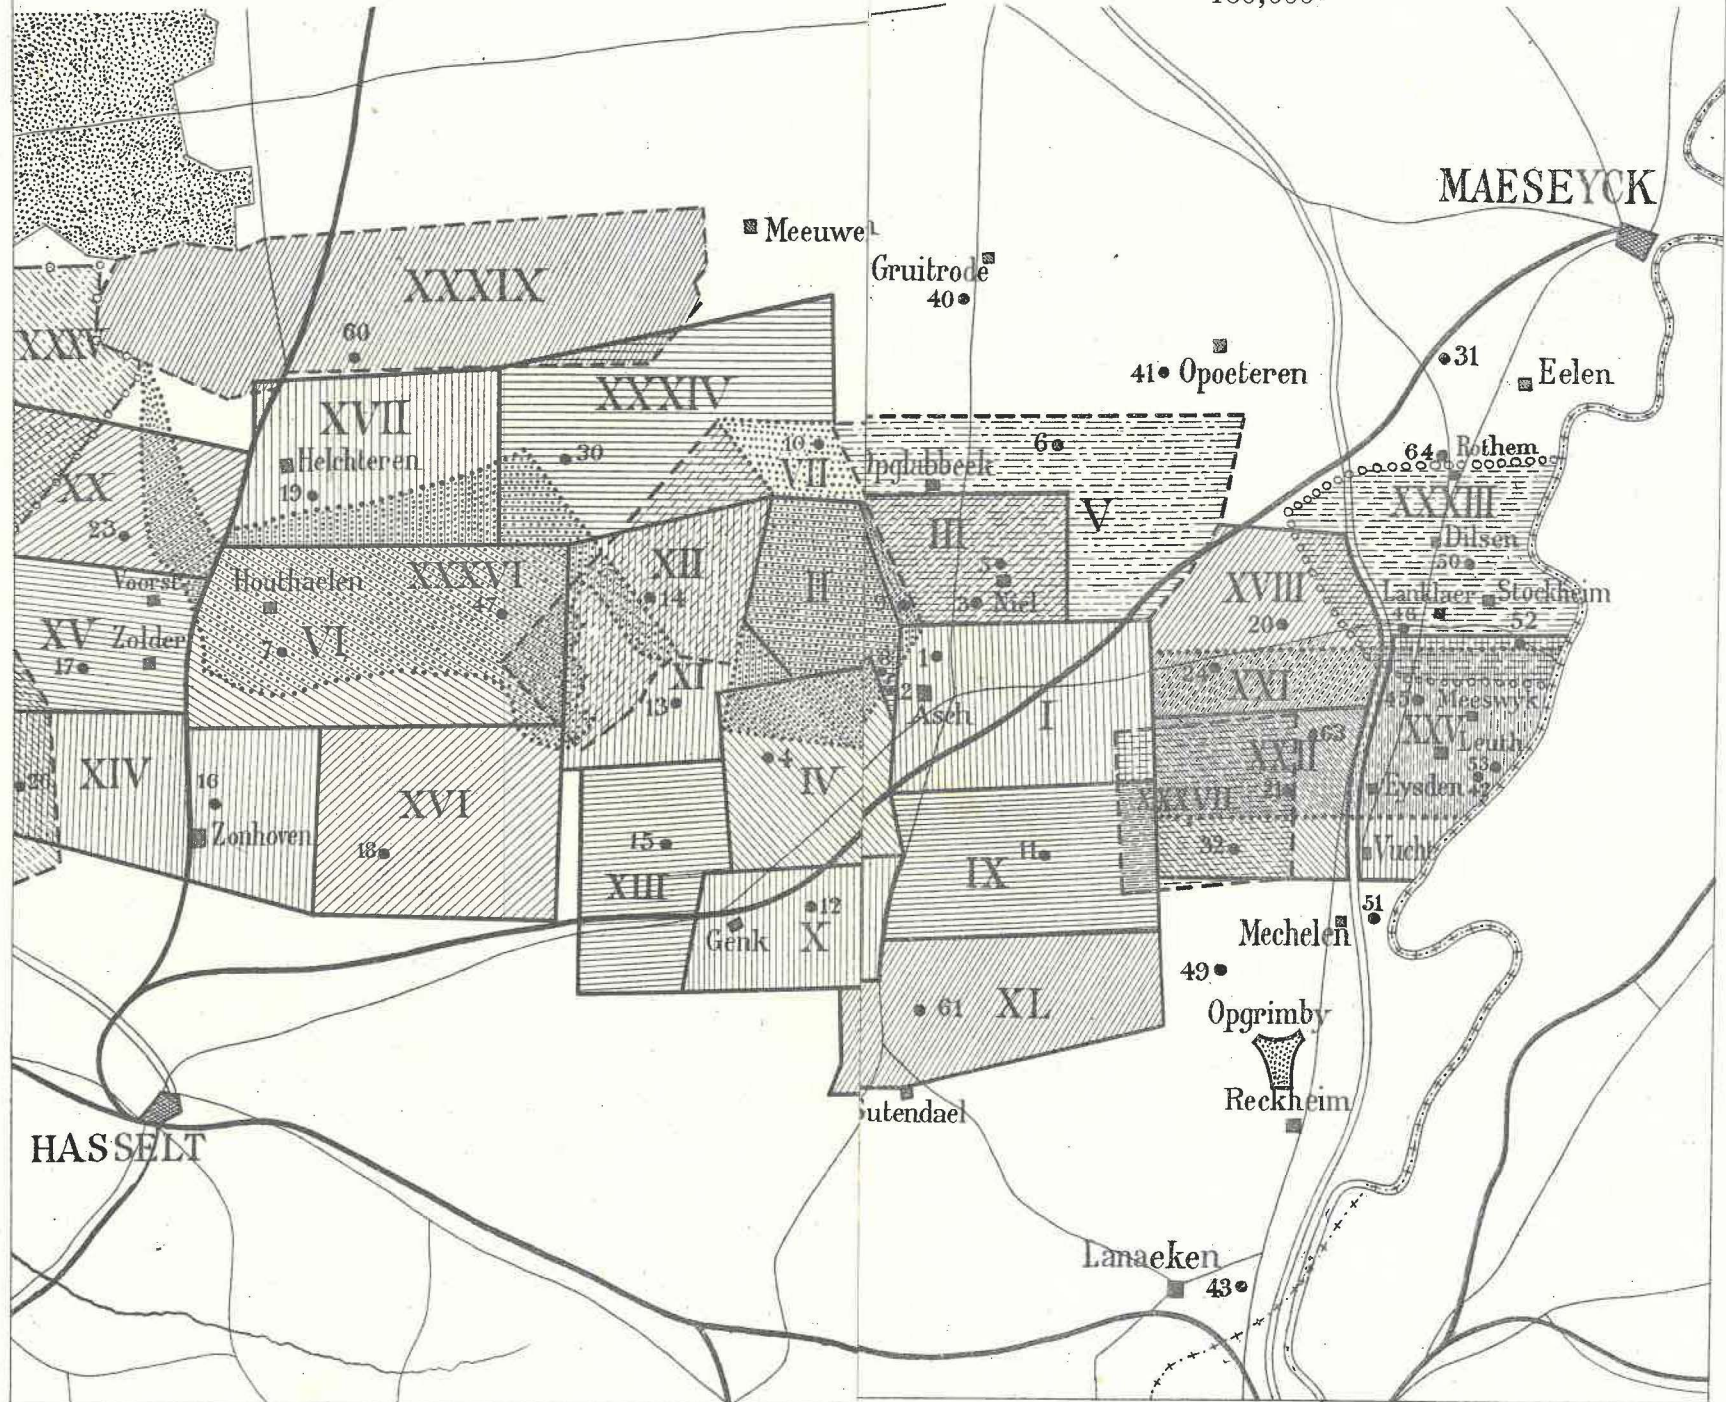 MAESEYCK
Meeuwen
Gruitrode
40
XXXIX
XXXV
60
31
Eelen
41
Opoeteren
XXXIV
XVII
10
6
VII
Opglabbeek
64
Rothem
Helchteren
30
19
XX
23
XXXIII
V
III
Dilsen
50
XII
Voorst
Houthaelen
XXXVI
47
14
II
5
XVIII
Lanklaer
Stockheim
9
3
Niel
46
52
20
XV
Zolder
17
7
VI
8
1
24
XXI
XI
13
2
Asch
I
45
Meeswyk
XXV
Leuth
63
XXII
4
IV
53
42
XIV
16
XVI
XXXVII
21
Eysden
26
Zonhoven
18
15
XIII
11
IX
32
Vucht
12
X
Genk
51
Mechelen
49
61
XL
Opgrimby
Reckheim
utendael
HASSELT
Lanaeken
43